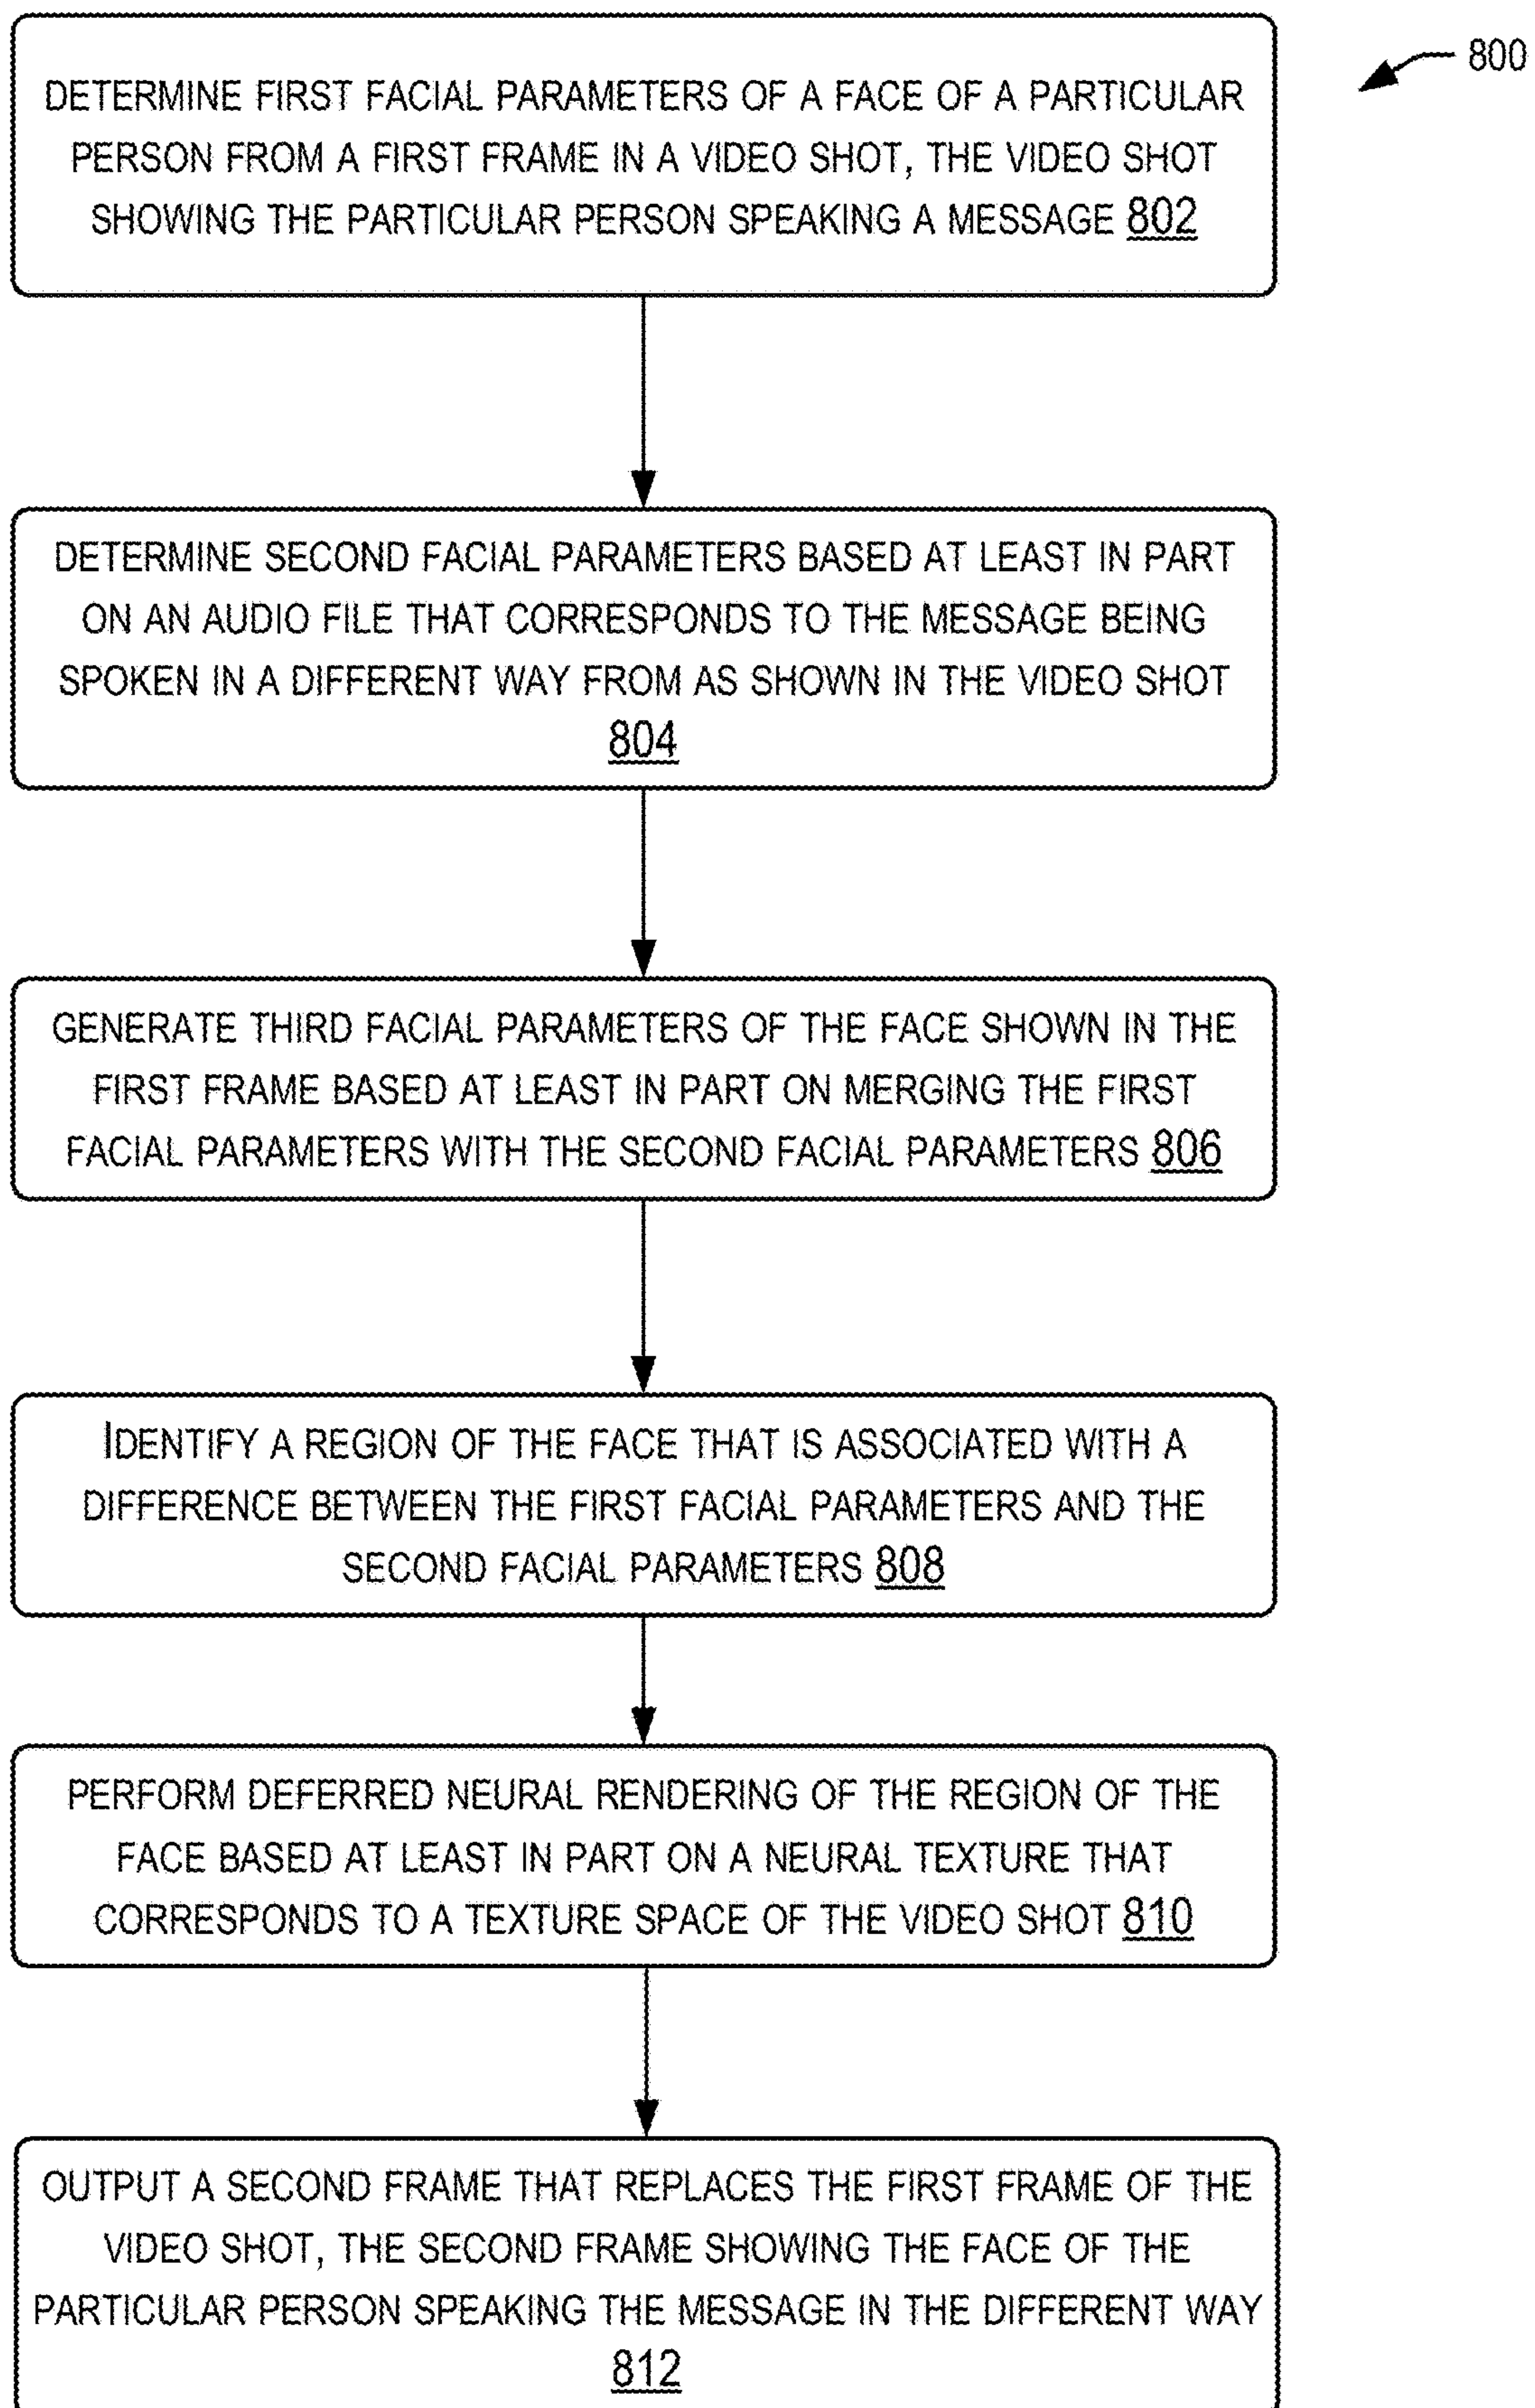 800
DETERMINE FIRST FACIAL PARAMETERS OF A FACE OF A PARTICULAR
PERSON FROM A FIRST FRAME IN A VIDEO SHOT, THE VIDEO SHOT
SHOWING THE PARTICULAR PERSON SPEAKING A MESSAGE 802
DETERMINE SECOND FACIAL PARAMETERS BASED AT LEAST IN PART
ON AN AUDIO FILE THAT CORRESPONDS TO THE MESSAGE BEING
SPOKEN IN A DIFFERENT WAY FROM AS SHOWN IN THE VIDEO SHOT
804
GENERATE THIRD FACIAL PARAMETERS OF THE FACE SHOWN IN THE
FIRST FRAME BASED AT LEAST IN PART ON MERGING THE FIRST
FACIAL PARAMETERS WITH THE SECOND FACIAL PARAMETERS 806
IDENTIFY A REGION OF THE FACE THAT IS ASSOCIATED WITH A
DIFFERENCE BETWEEN THE FIRST FACIAL PARAMETERS AND THE
SECOND FACIAL PARAMETERS 808
PERFORM DEFERRED NEURAL RENDERING OF THE REGION OF THE
FACE BASED AT LEAST IN PART ON A NEURAL TEXTURE THAT
CORRESPONDS TO A TEXTURE SPACE OF THE VIDEO SHOT 810
OUTPUT A SECOND FRAME THAT REPLACES THE FIRST FRAME OF THE
VIDEO SHOT, THE SECOND FRAME SHOWING THE FACE OF THE
PARTICULAR PERSON SPEAKING THE MESSAGE IN THE DIFFERENT WAY
812